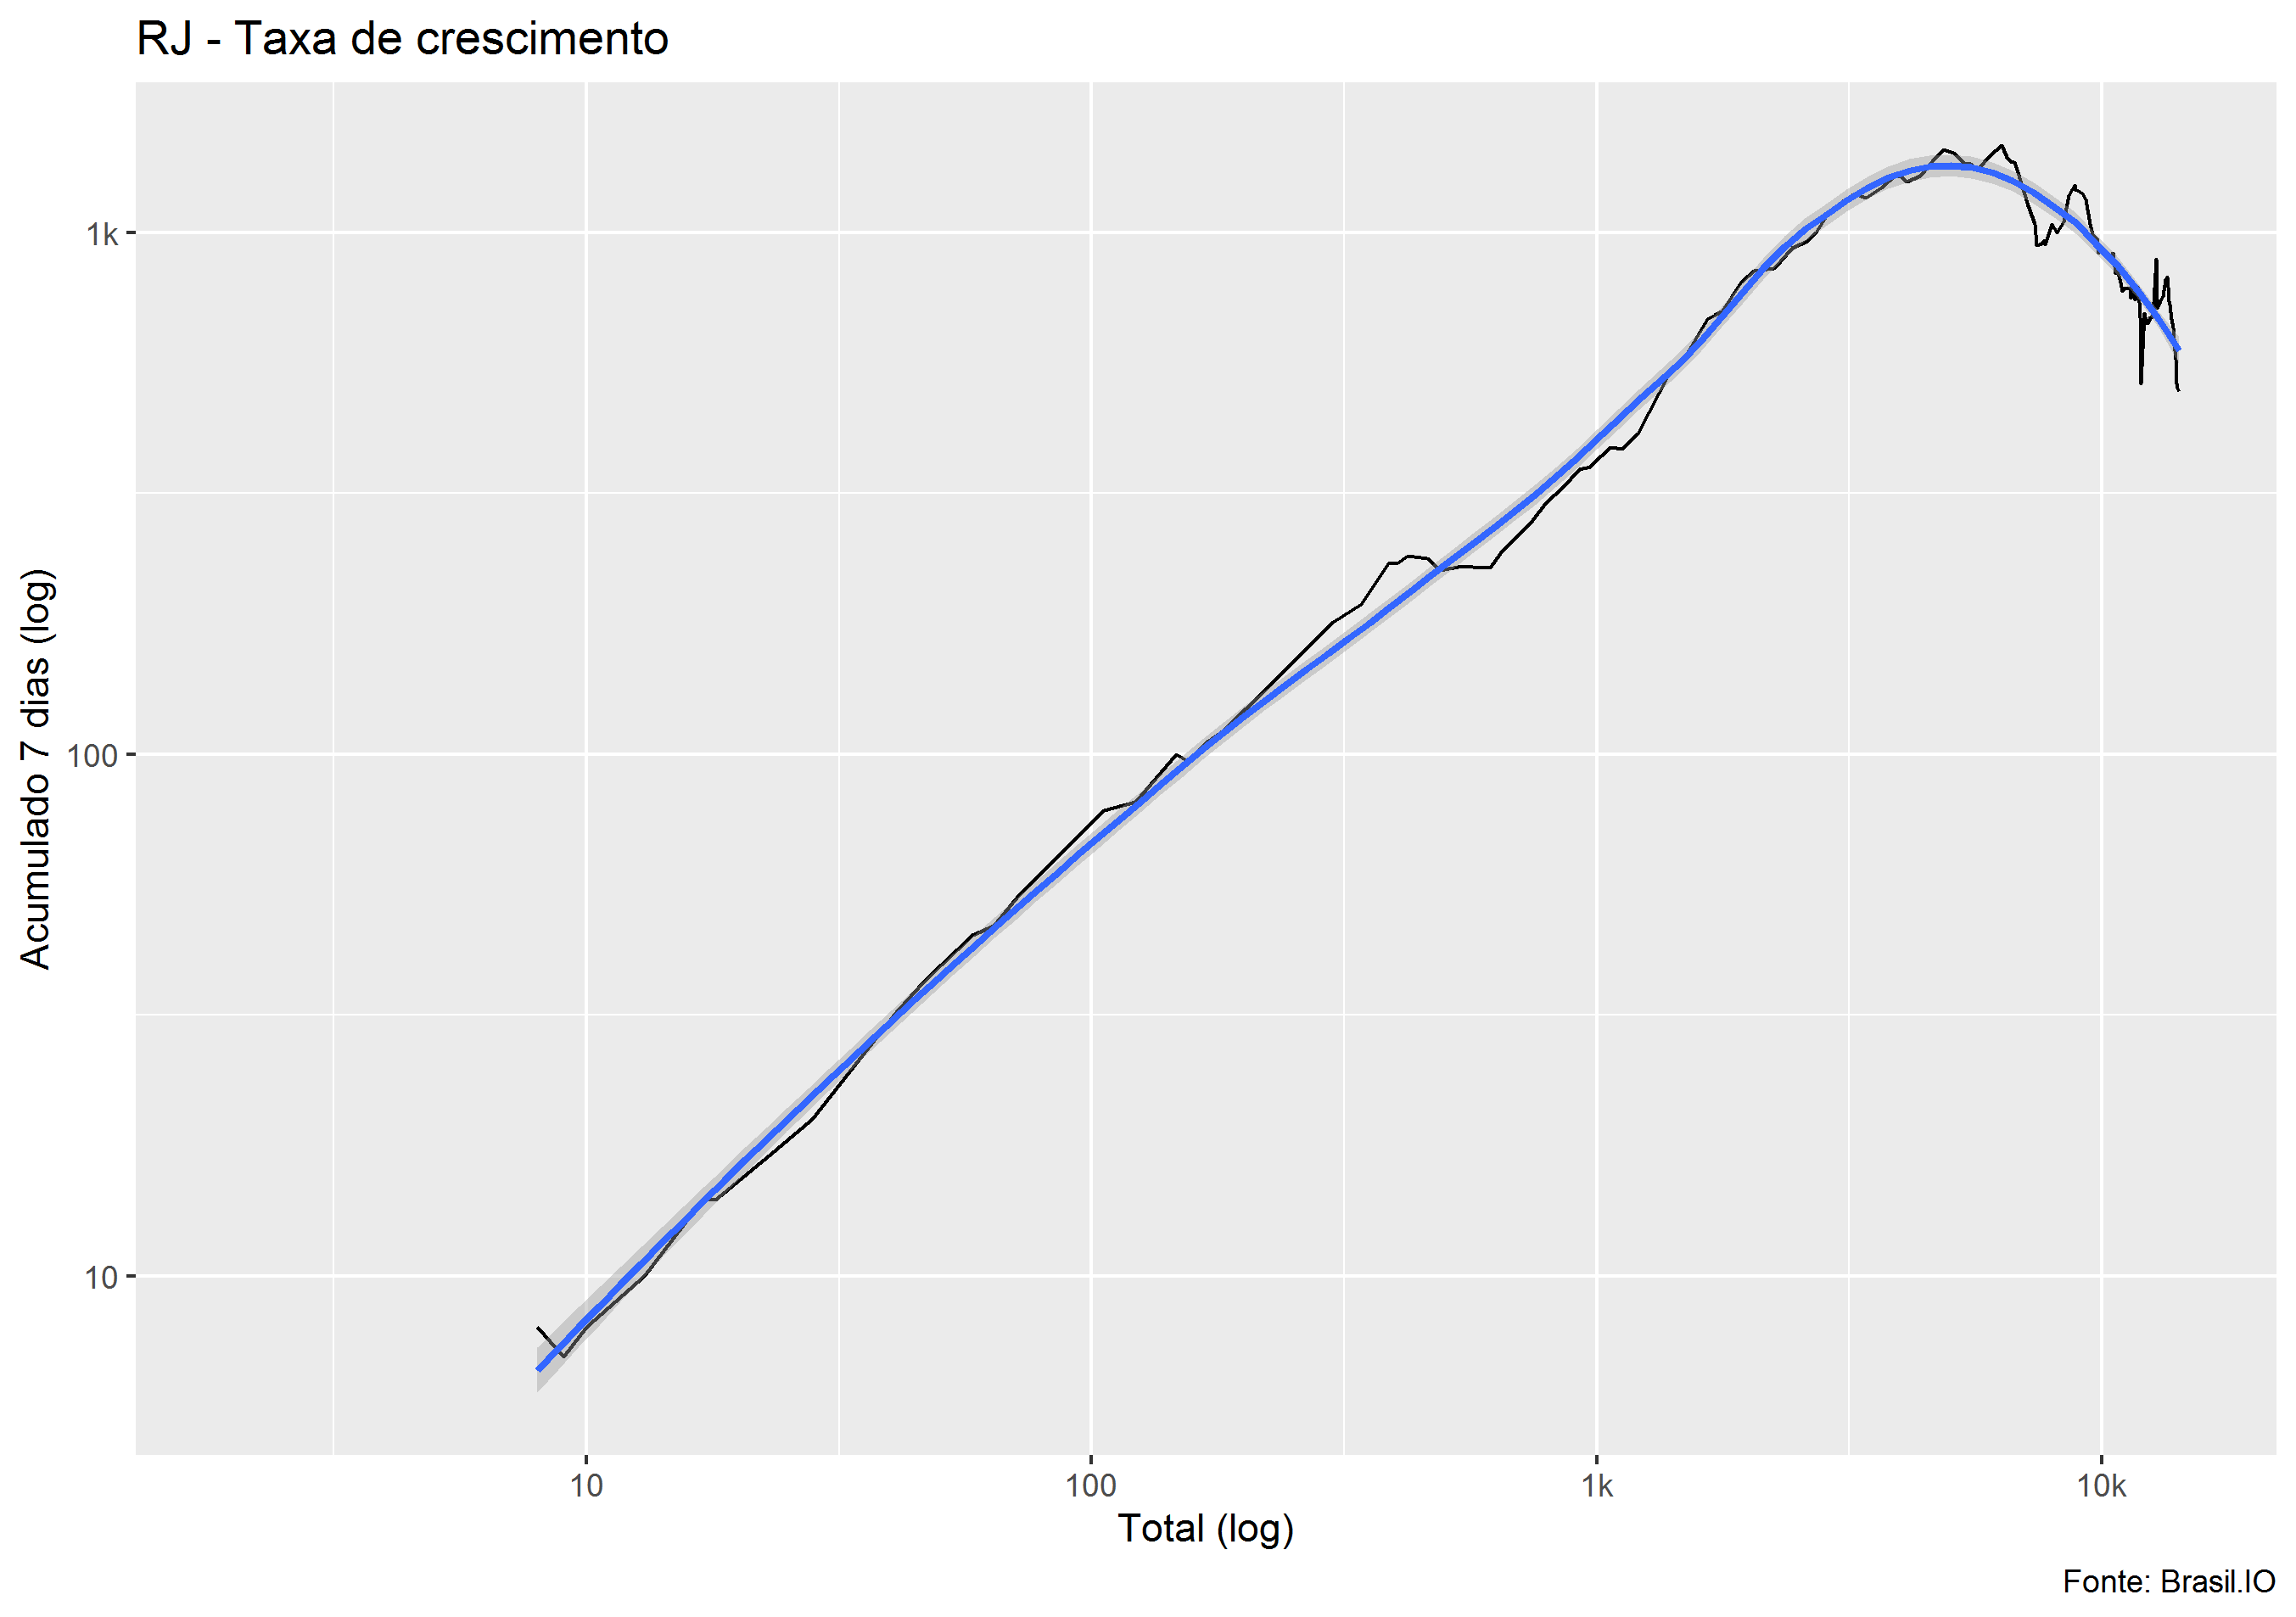 RJ - Taxa de crescimento
Acumulado 7 dias (log)
1k
100
10
10
100
1k
10k
Total (log)
Fonte: Brasil.IO